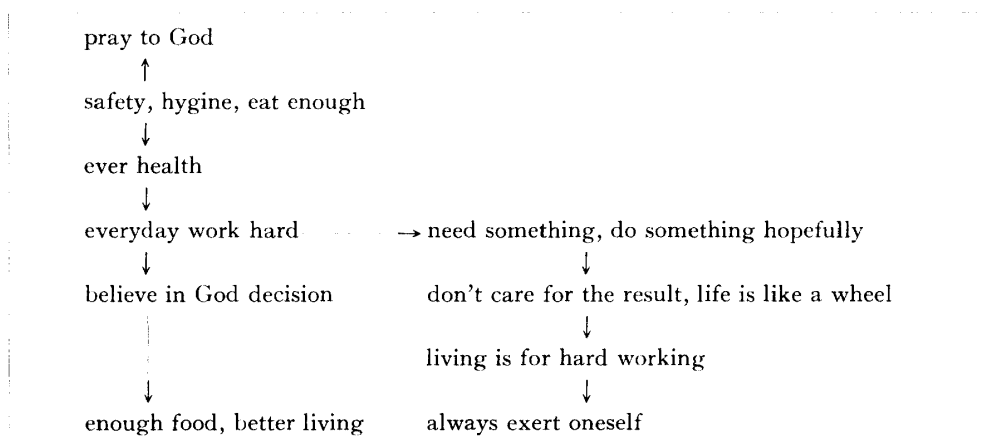 pray to God
↑
safety, hygine, eat enough
↓
ever health
↓
everyday work hard → need something, do something hopefully
↓ ↓
believe in God decision don't care for the result, life is like a wheel
↓
living is for hard working
↓ ↓
enough food, better living always exert oneself